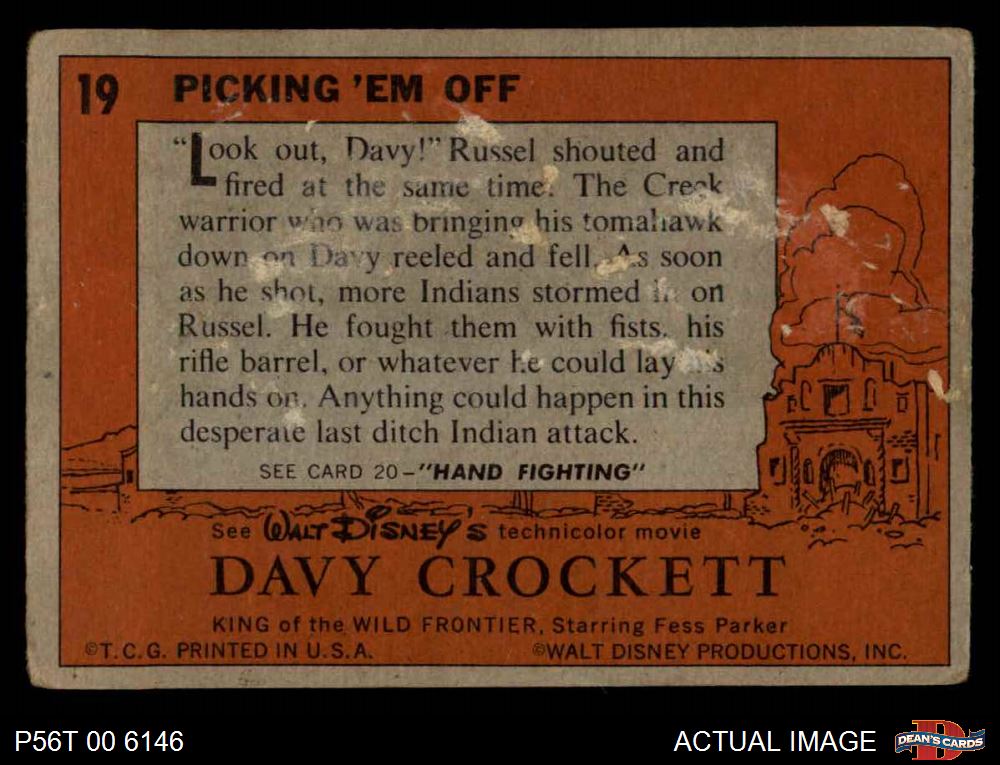 19 PICKING 'EM OFF
"Look out, Davy!" Russel shouted and
fired at the same time. The Creek
warrior who was bringing his tomahawk
down on Davy reeled and fell. As soon
as he shot, more Indians stormed in on
Russel. He fought them with fists, his
rifle barrel, or whatever he could lay his
hands on. Anything could happen in this
desperate last ditch Indian attack.
SEE CARD 20-"HAND FIGHTING"
See WALT DISNEY'S technicolor movie
DAVY CROCKETT
KING of the WILD FRONTIER, Starring Fess Parker
©T.C.G. PRINTED IN U.S.A. ©WALT DISNEY PRODUCTIONS, INC.
P56T 00 6146 ACTUAL IMAGE DEAN'S CARDS